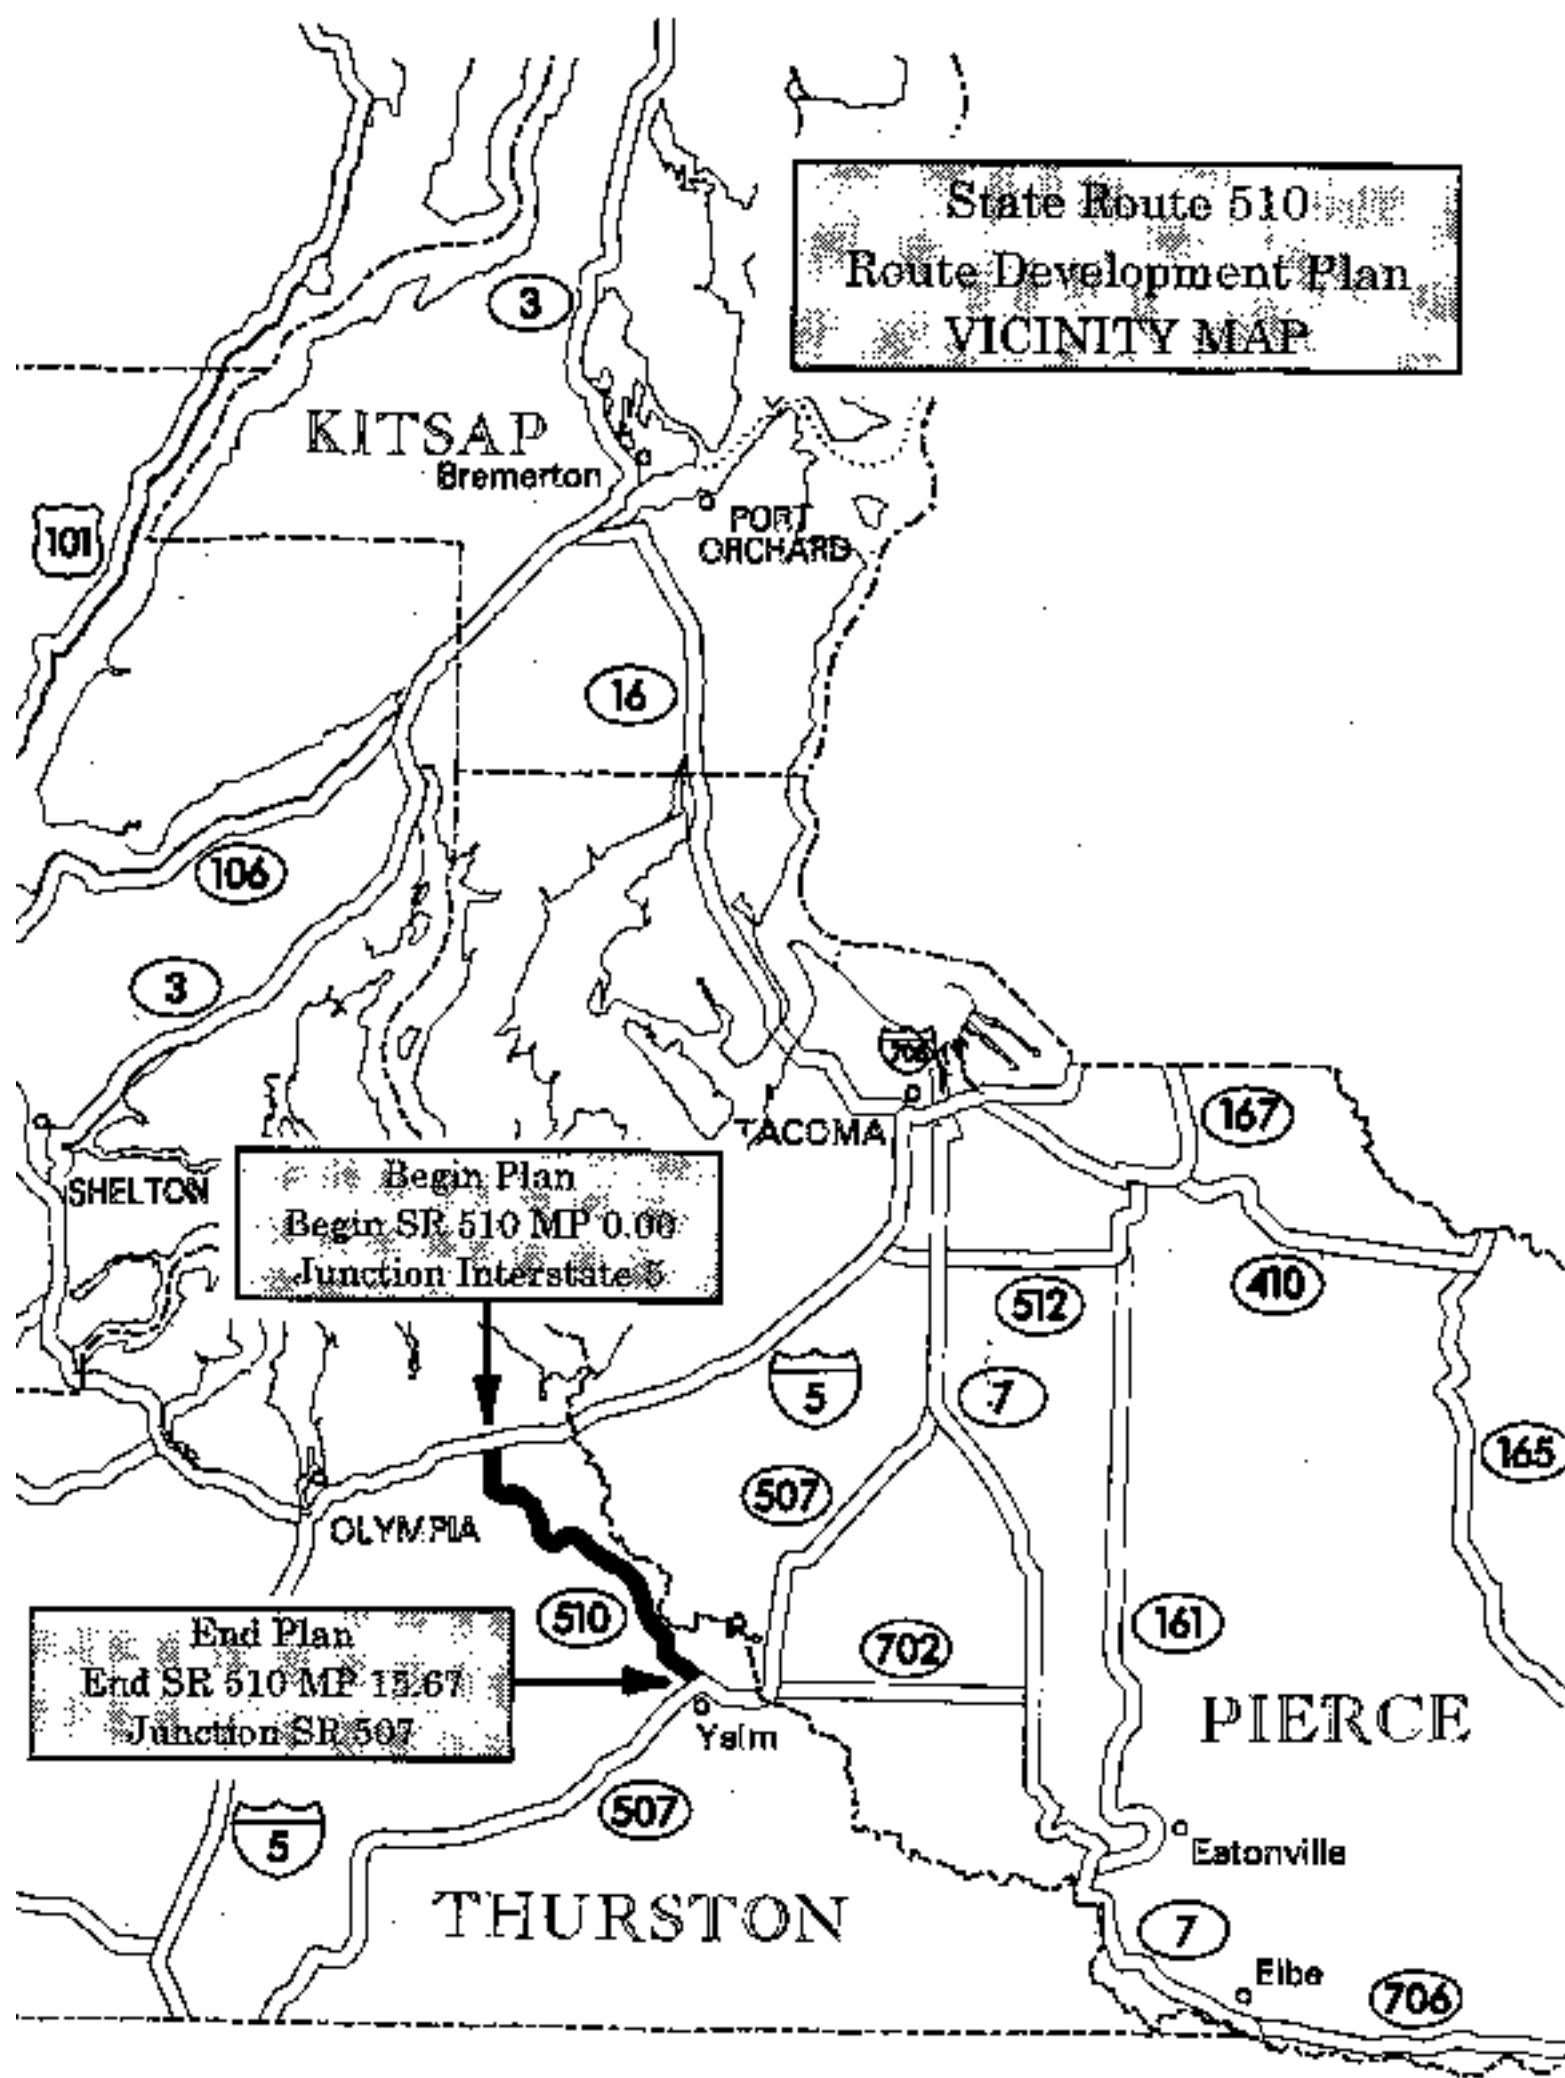 State Route 510
Route Development Plan
VICINITY MAP
3
KITSAP
Bremerton
101
PORT
ORCHARD
16
106
3
705
TACOMA
167
SHELTON
Begin Plan
Begin SR 510 MP 0.00
Junction Interstate 5
512
410
5
7
165
507
OLYMPIA
510
161
702
End Plan
End SR 510 MP 15.67
Junction SR 507
PIERCE
Yelm
507
5
Eatonville
THURSTON
7
Elbe
706